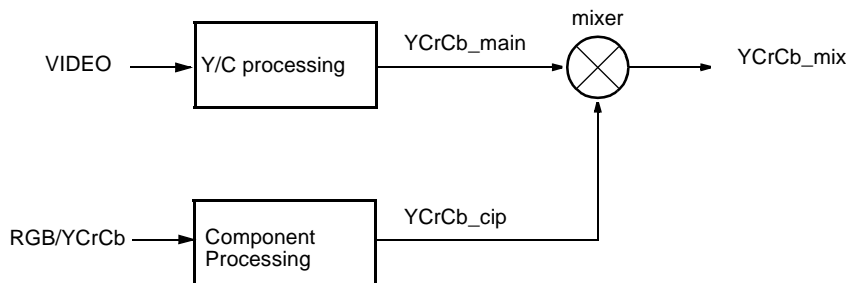 mixer
VIDEO
Y/C processing
YCrCb_main
YCrCb_mix
RGB/YCrCb
Component
Processing
YCrCb_cip